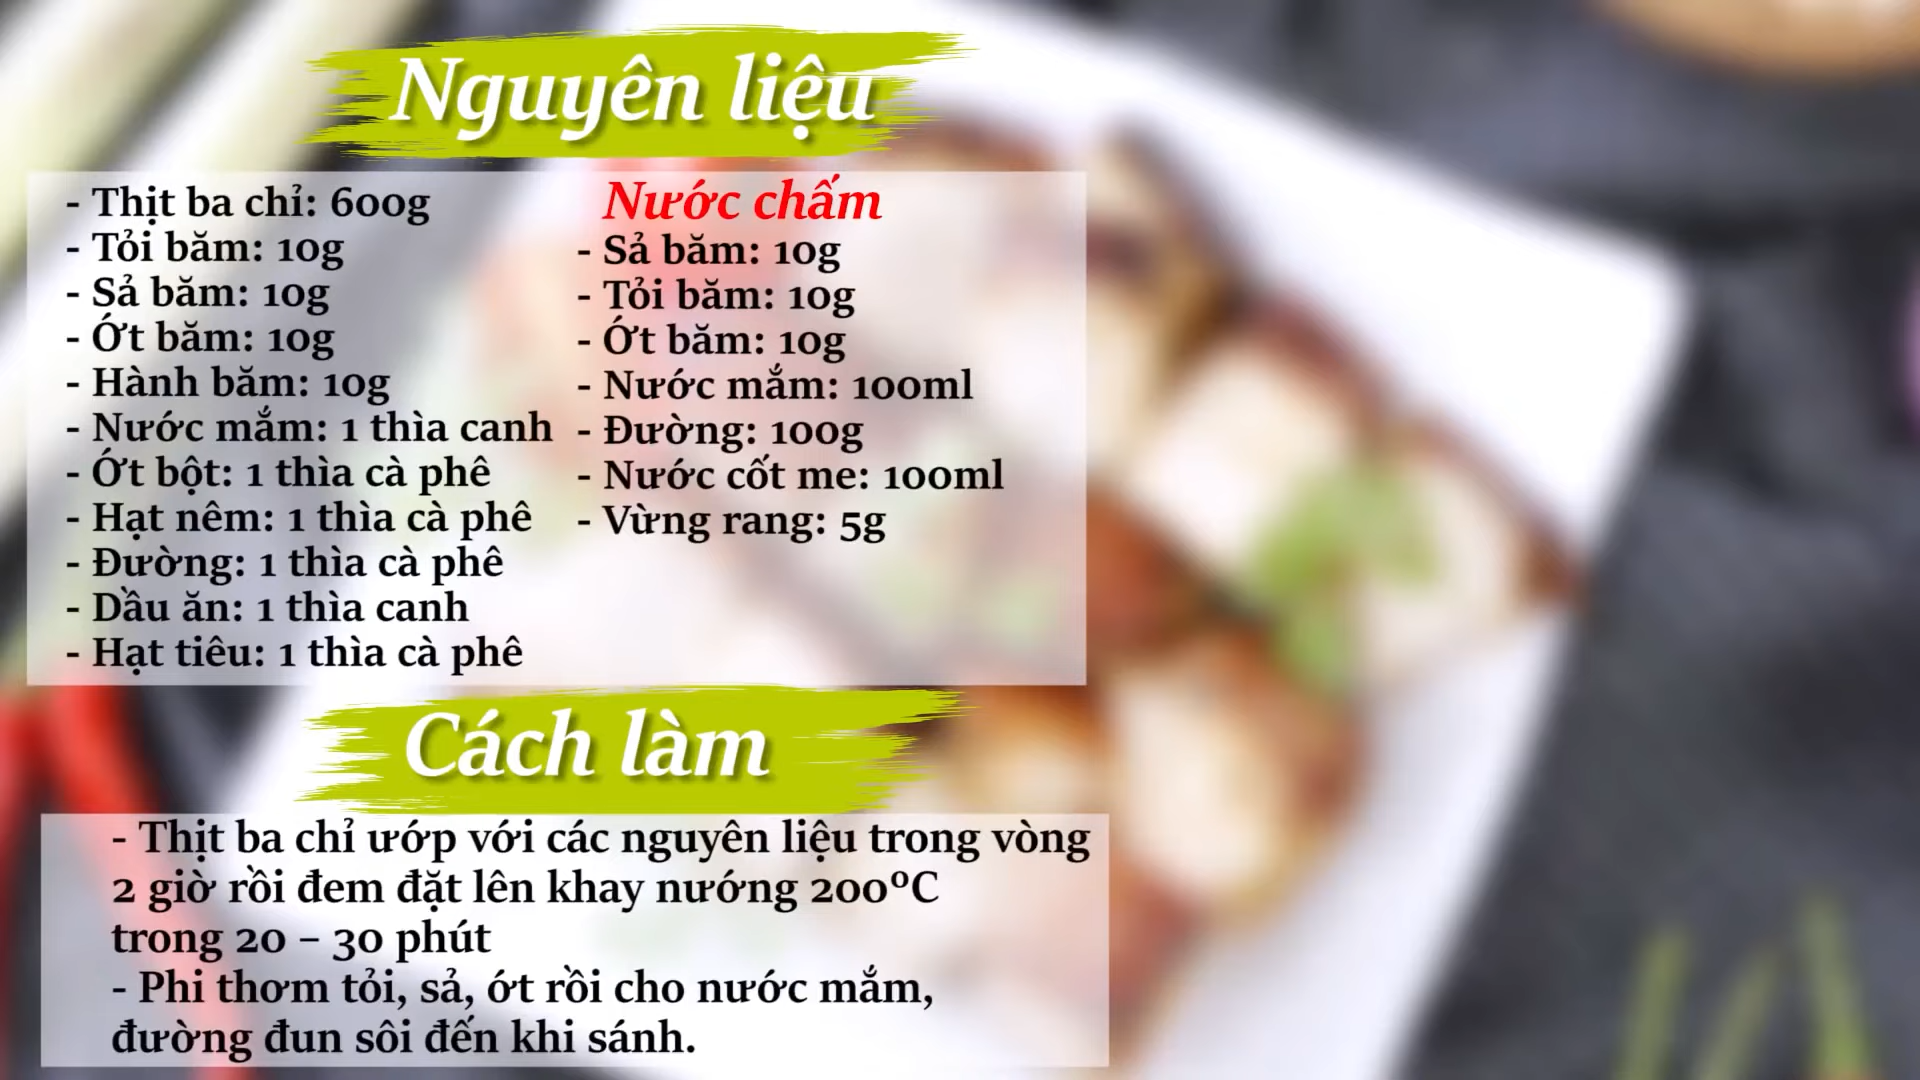 Nguyên liệu
- Thịt ba chỉ: 600g
- Tỏi băm: 10g
- Sả băm: 10g
- Ớt băm: 10g
- Hành băm: 10g
- Nước mắm: 1 thìa canh
- Ớt bột: 1 thìa cà phê
- Hạt nêm: 1 thìa cà phê
- Đường: 1 thìa cà phê
- Dầu ăn: 1 thìa canh
- Hạt tiêu: 1 thìa cà phê
Nước chấm
- Sả băm: 10g
- Tỏi băm: 10g
- Ớt băm: 10g
- Nước mắm: 100ml
- Đường: 100g
- Nước cốt me: 100ml
- Vừng rang: 5g
Cách làm
- Thịt ba chỉ ướp với các nguyên liệu trong vòng
2 giờ rồi đem đặt lên khay nướng 200°C
trong 20 – 30 phút
- Phi thơm tỏi, sả, ớt rồi cho nước mắm,
đường đun sôi đến khi sánh.